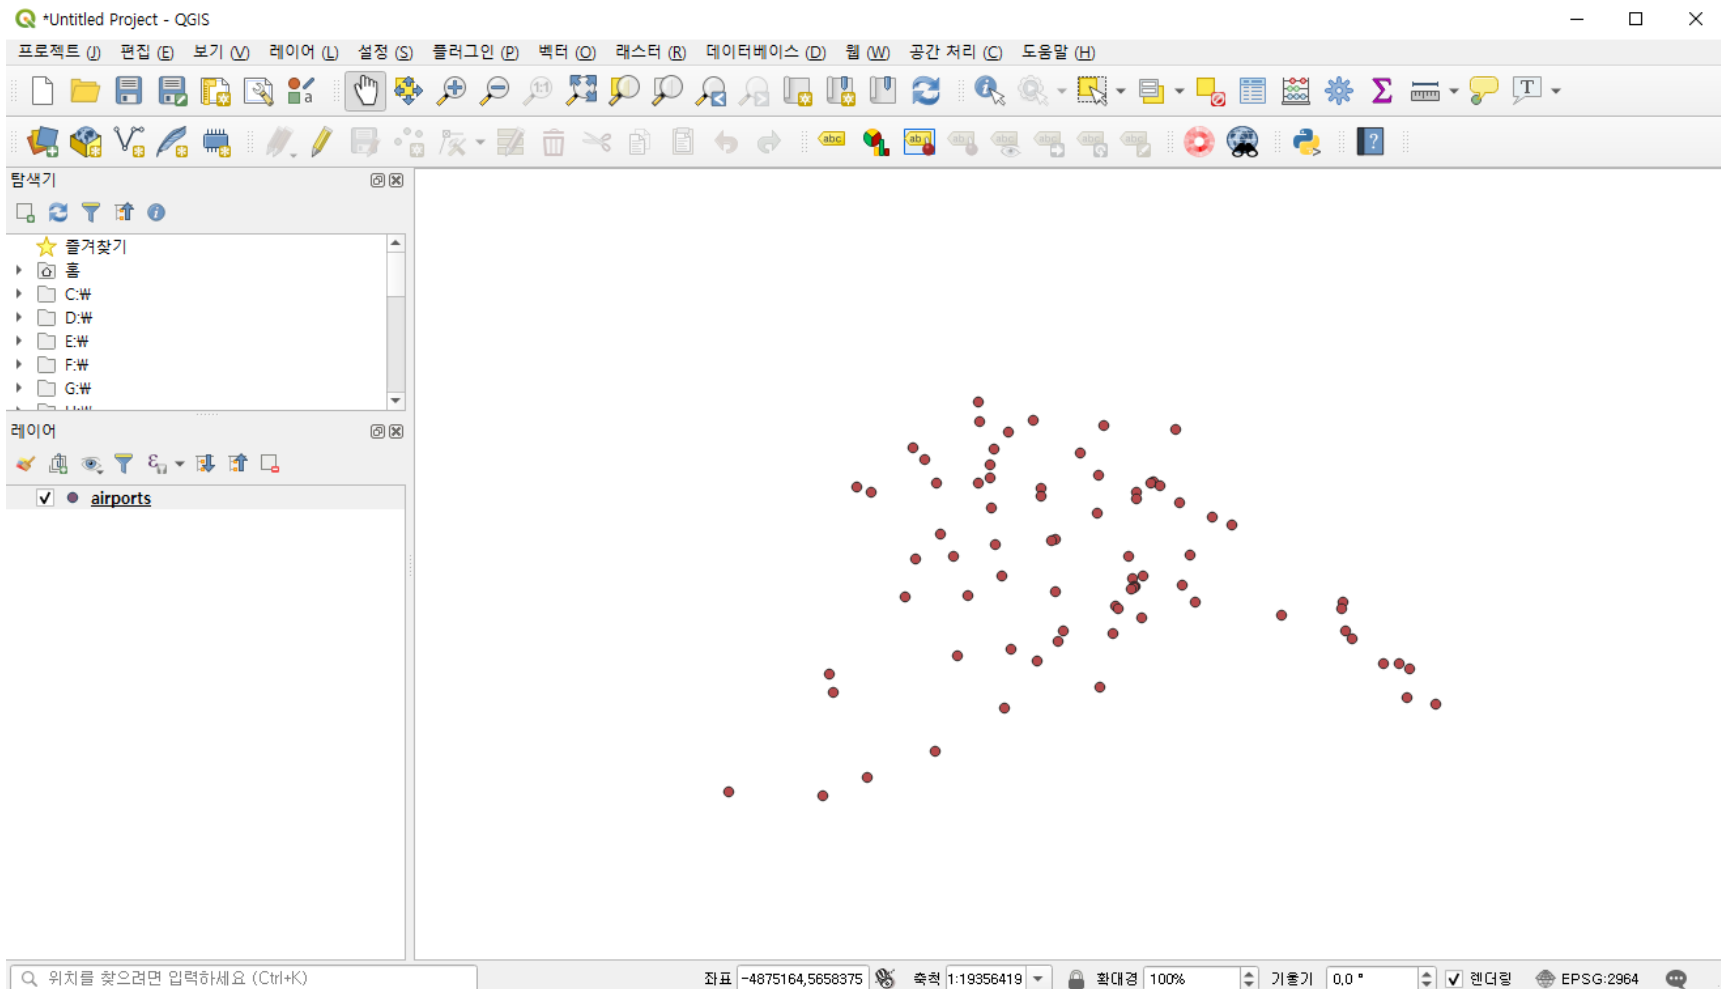 *Untitled Project - QGIS
프로젝트 (J) 편집 (E) 보기 (V) 레이어 (L) 설정 (S) 플러그인 (P) 벡터 (O) 래스터 (R) 데이터베이스 (D) 웹 (W) 공간 처리 (C) 도움말 (H)
탐색기
즐겨찾기
홈
C:₩
D:₩
E:₩
F:₩
G:₩
레이어
airports
위치를 찾으려면 입력하세요 (Ctrl+K) 좌표 -4875164,5658375 축척 1:19356419 확대경 100% 기울기 0,0 ° 렌더링 EPSG:2964